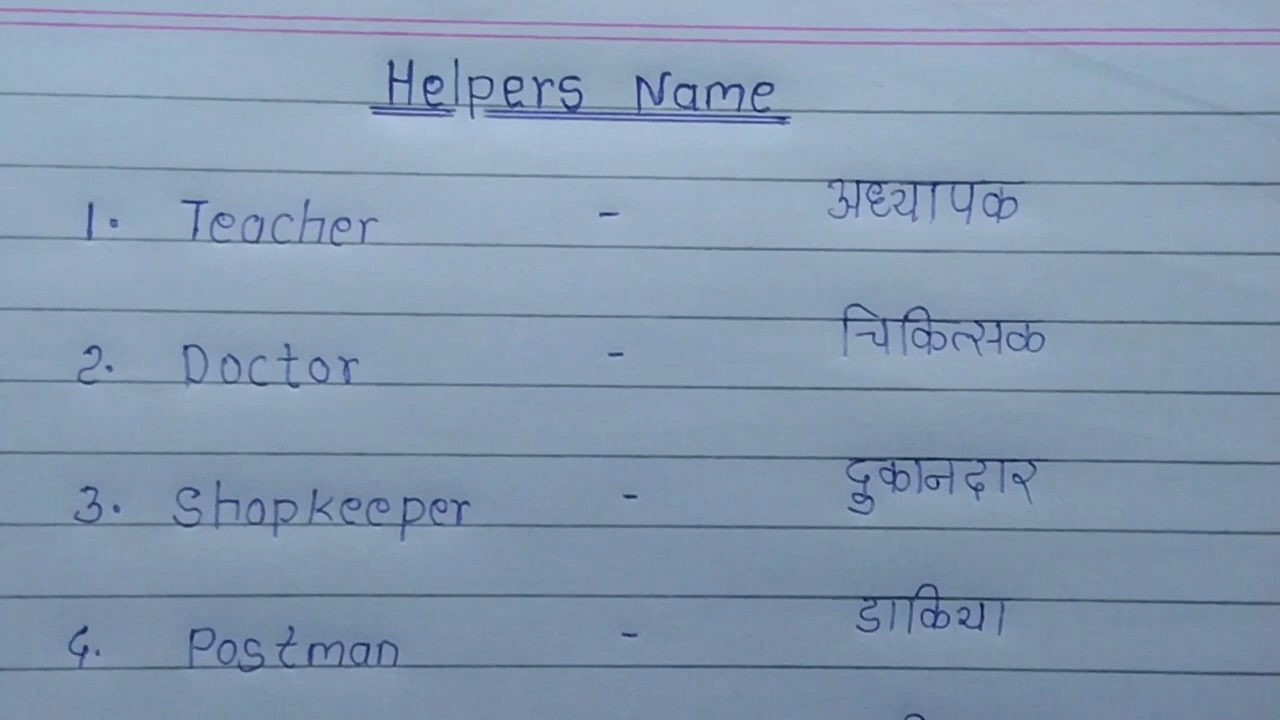 Helpers Name
1. Teacher - अध्यापक
2. Doctor - चिकित्सक
3. Shopkeeper - दुकानदार
4. Postman - डाकिया